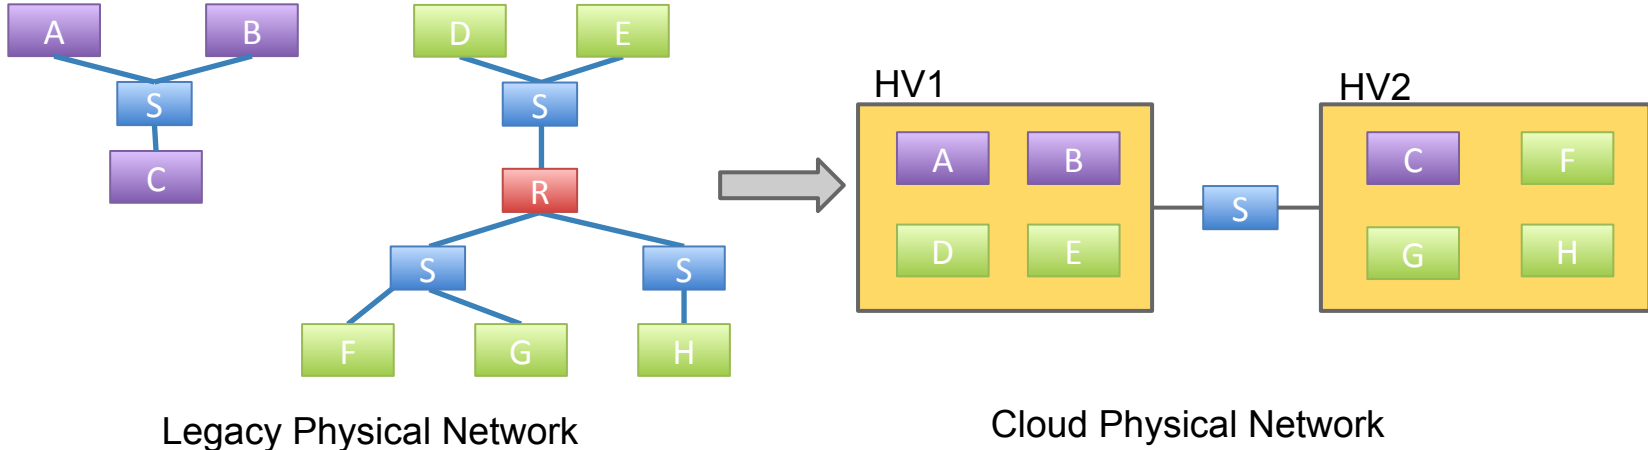 A B
S
C
D E
S
R
S S
F G H
Legacy Physical Network
HV1
A B
D E
S
HV2
C F
G H
Cloud Physical Network